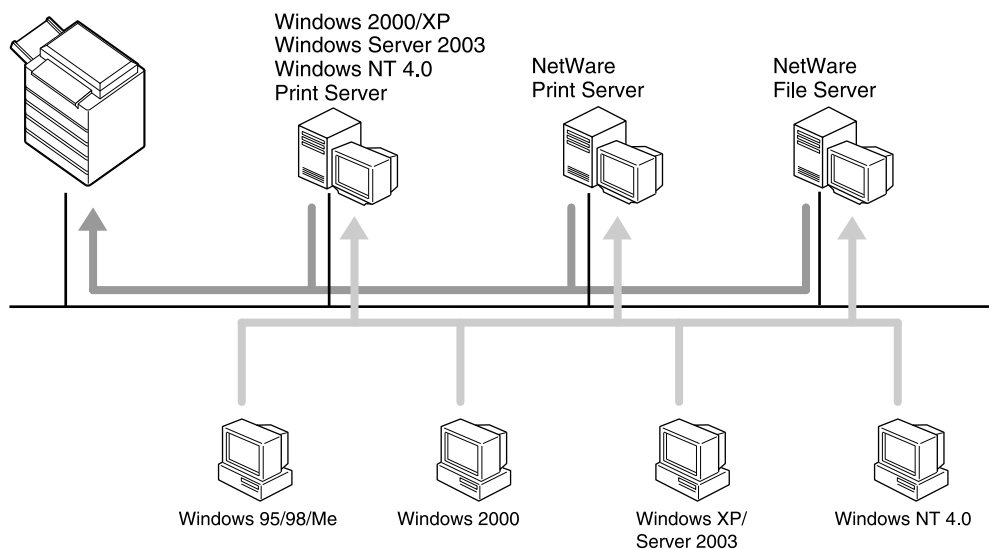 Windows 2000/XP
Windows Server 2003
Windows NT 4.0
Print Server
NetWare
Print Server
NetWare
File Server
Windows 95/98/Me
Windows 2000
Windows XP/
Server 2003
Windows NT 4.0